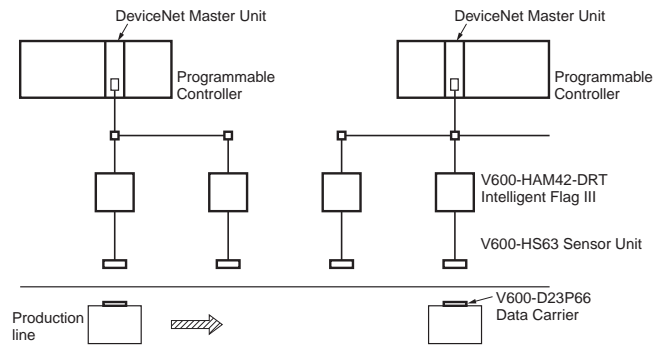 DeviceNet Master Unit
DeviceNet Master Unit
Programmable
Controller
Programmable
Controller
V600-HAM42-DRT
Intelligent Flag III
V600-HS63 Sensor Unit
V600-D23P66
Data Carrier
Production
line